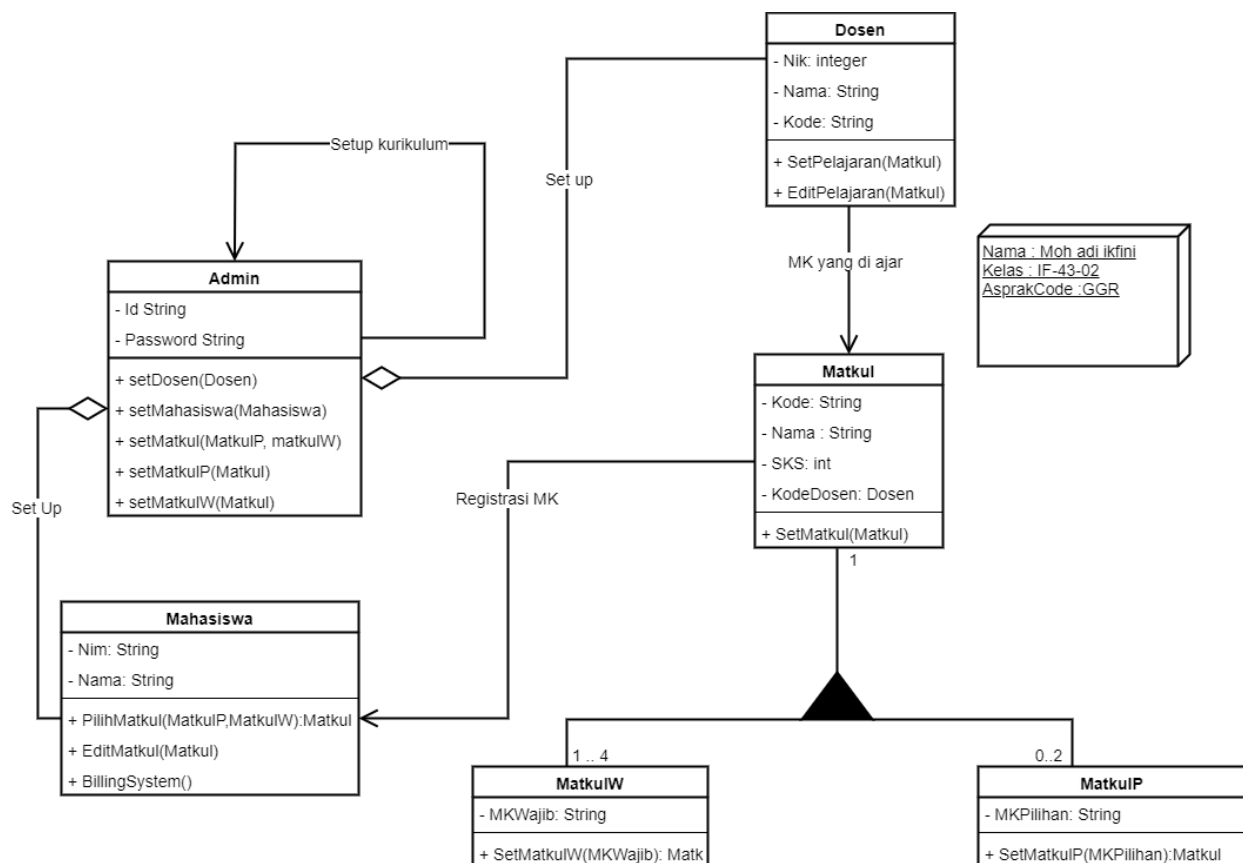 Dosen
- Nik: integer
- Nama: String
- Kode: String
+ SetPelajaran(Matkul)
+ EditPelajaran(Matkul)
Setup kurikulum
Set up
MK yang di ajar
Nama : Moh adi ikfini
Kelas : IF-43-02
AsprakCode :GGR
Admin
- Id String
- Password String
+ setDosen(Dosen)
+ setMahasiswa(Mahasiswa)
+ setMatkul(MatkulP, matkulW)
+ setMatkulP(Matkul)
+ setMatkulW(Matkul)
Matkul
- Kode: String
- Nama : String
- SKS: int
- KodeDosen: Dosen
+ SetMatkul(Matkul)
Set Up
Registrasi MK
1
Mahasiswa
- Nim: String
- Nama: String
+ PilihMatkul(MatkulP,MatkulW):Matkul
+ EditMatkul(Matkul)
+ BillingSystem()
1 .. 4
0..2
MatkulW
- MKWajib: String
+ SetMatkulW(MKWajib): Matk
MatkulP
- MKPilihan: String
+ SetMatkulP(MKPilihan):Matkul